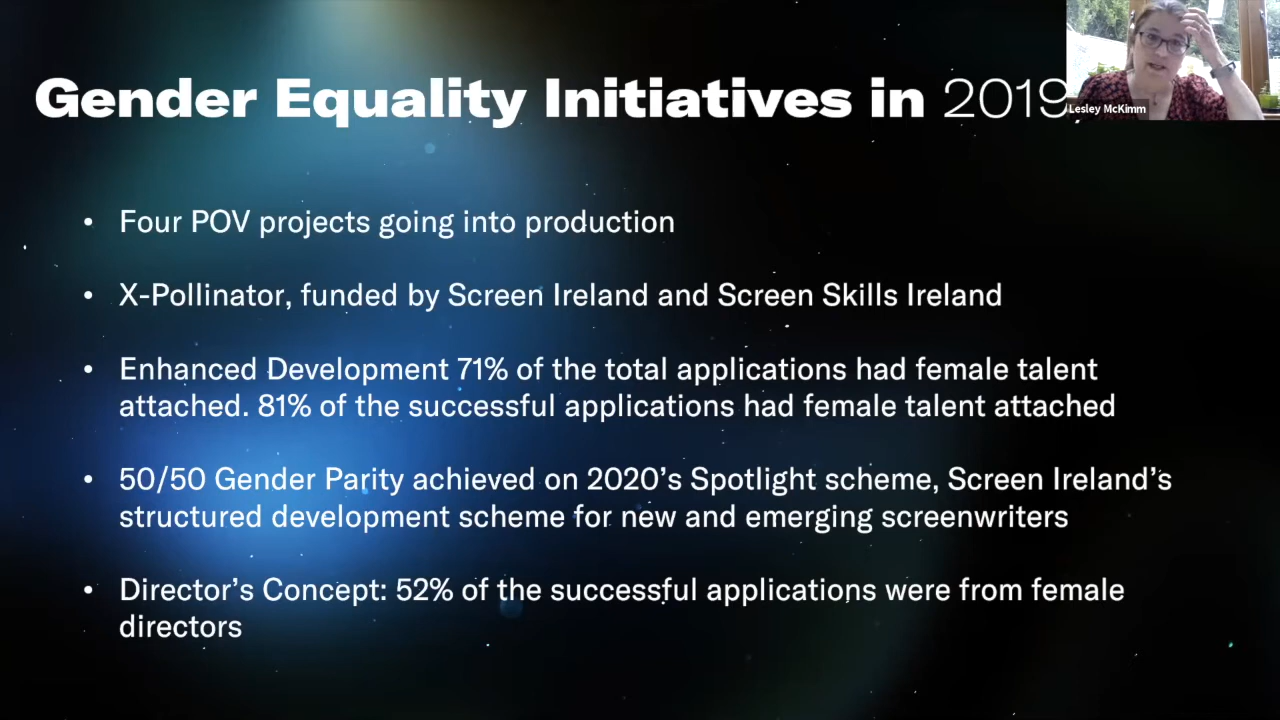 Gender Equality Initiatives in 2019
Lesley McKimm
• Four POV projects going into production
• X-Pollinator, funded by Screen Ireland and Screen Skills Ireland
• Enhanced Development 71% of the total applications had female talent
attached. 81% of the successful applications had female talent attached
• 50/50 Gender Parity achieved on 2020’s Spotlight scheme, Screen Ireland’s
structured development scheme for new and emerging screenwriters
• Director’s Concept: 52% of the successful applications were from female
directors